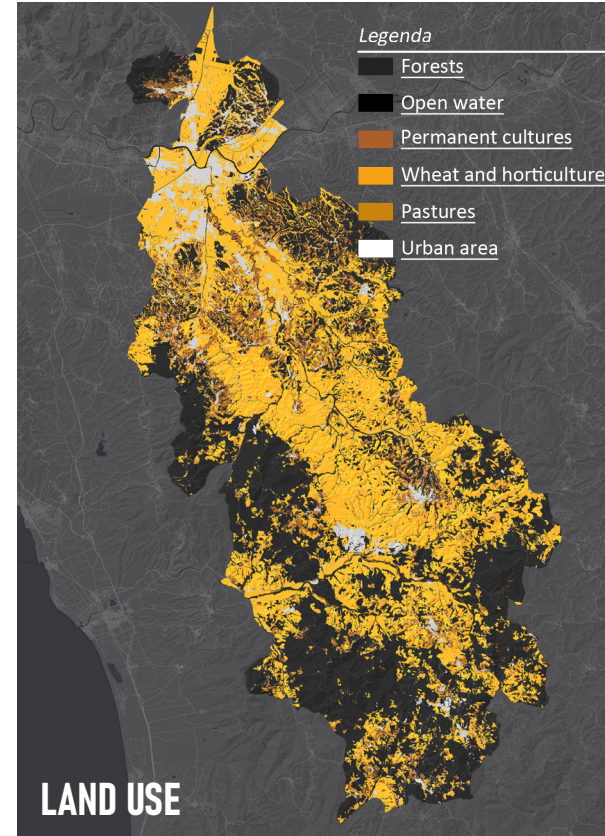 Legenda
Forests
Open water
Permanent cultures
Wheat and horticulture
Pastures
Urban area
LAND USE